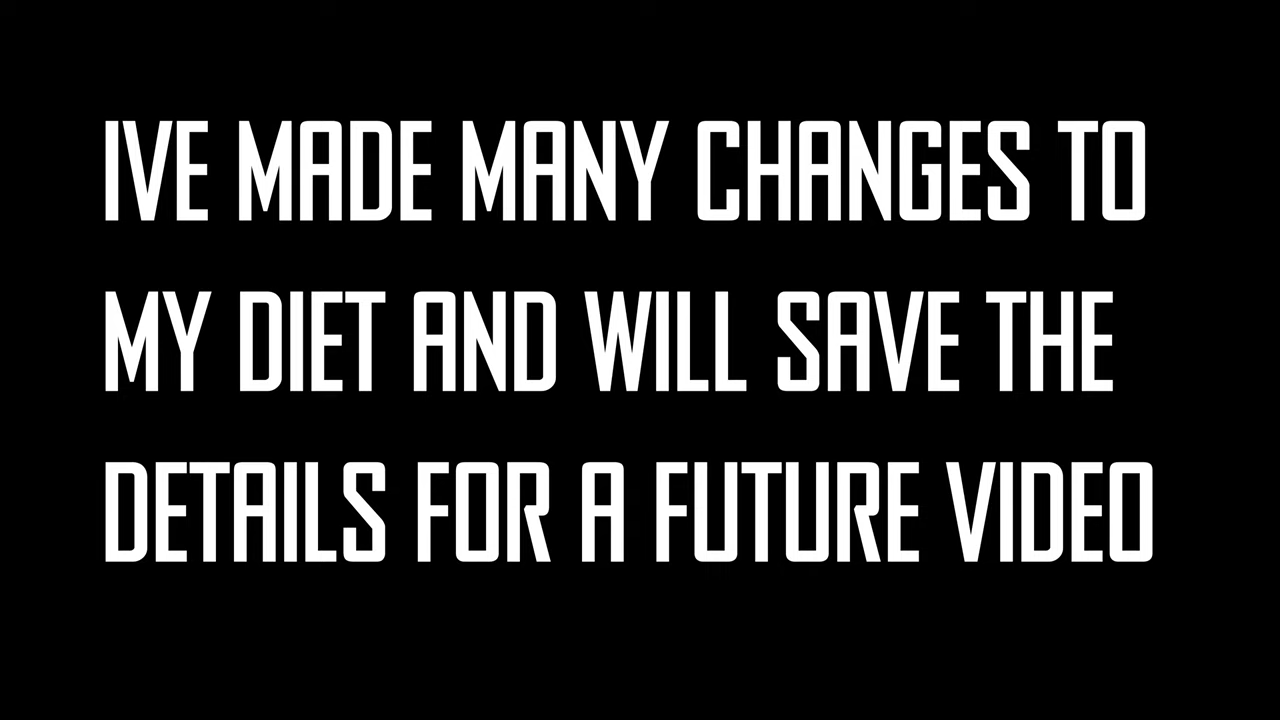 IVE MADE MANY CHANGES TO
MY DIET AND WILL SAVE THE
DETAILS FOR A FUTURE VIDEO